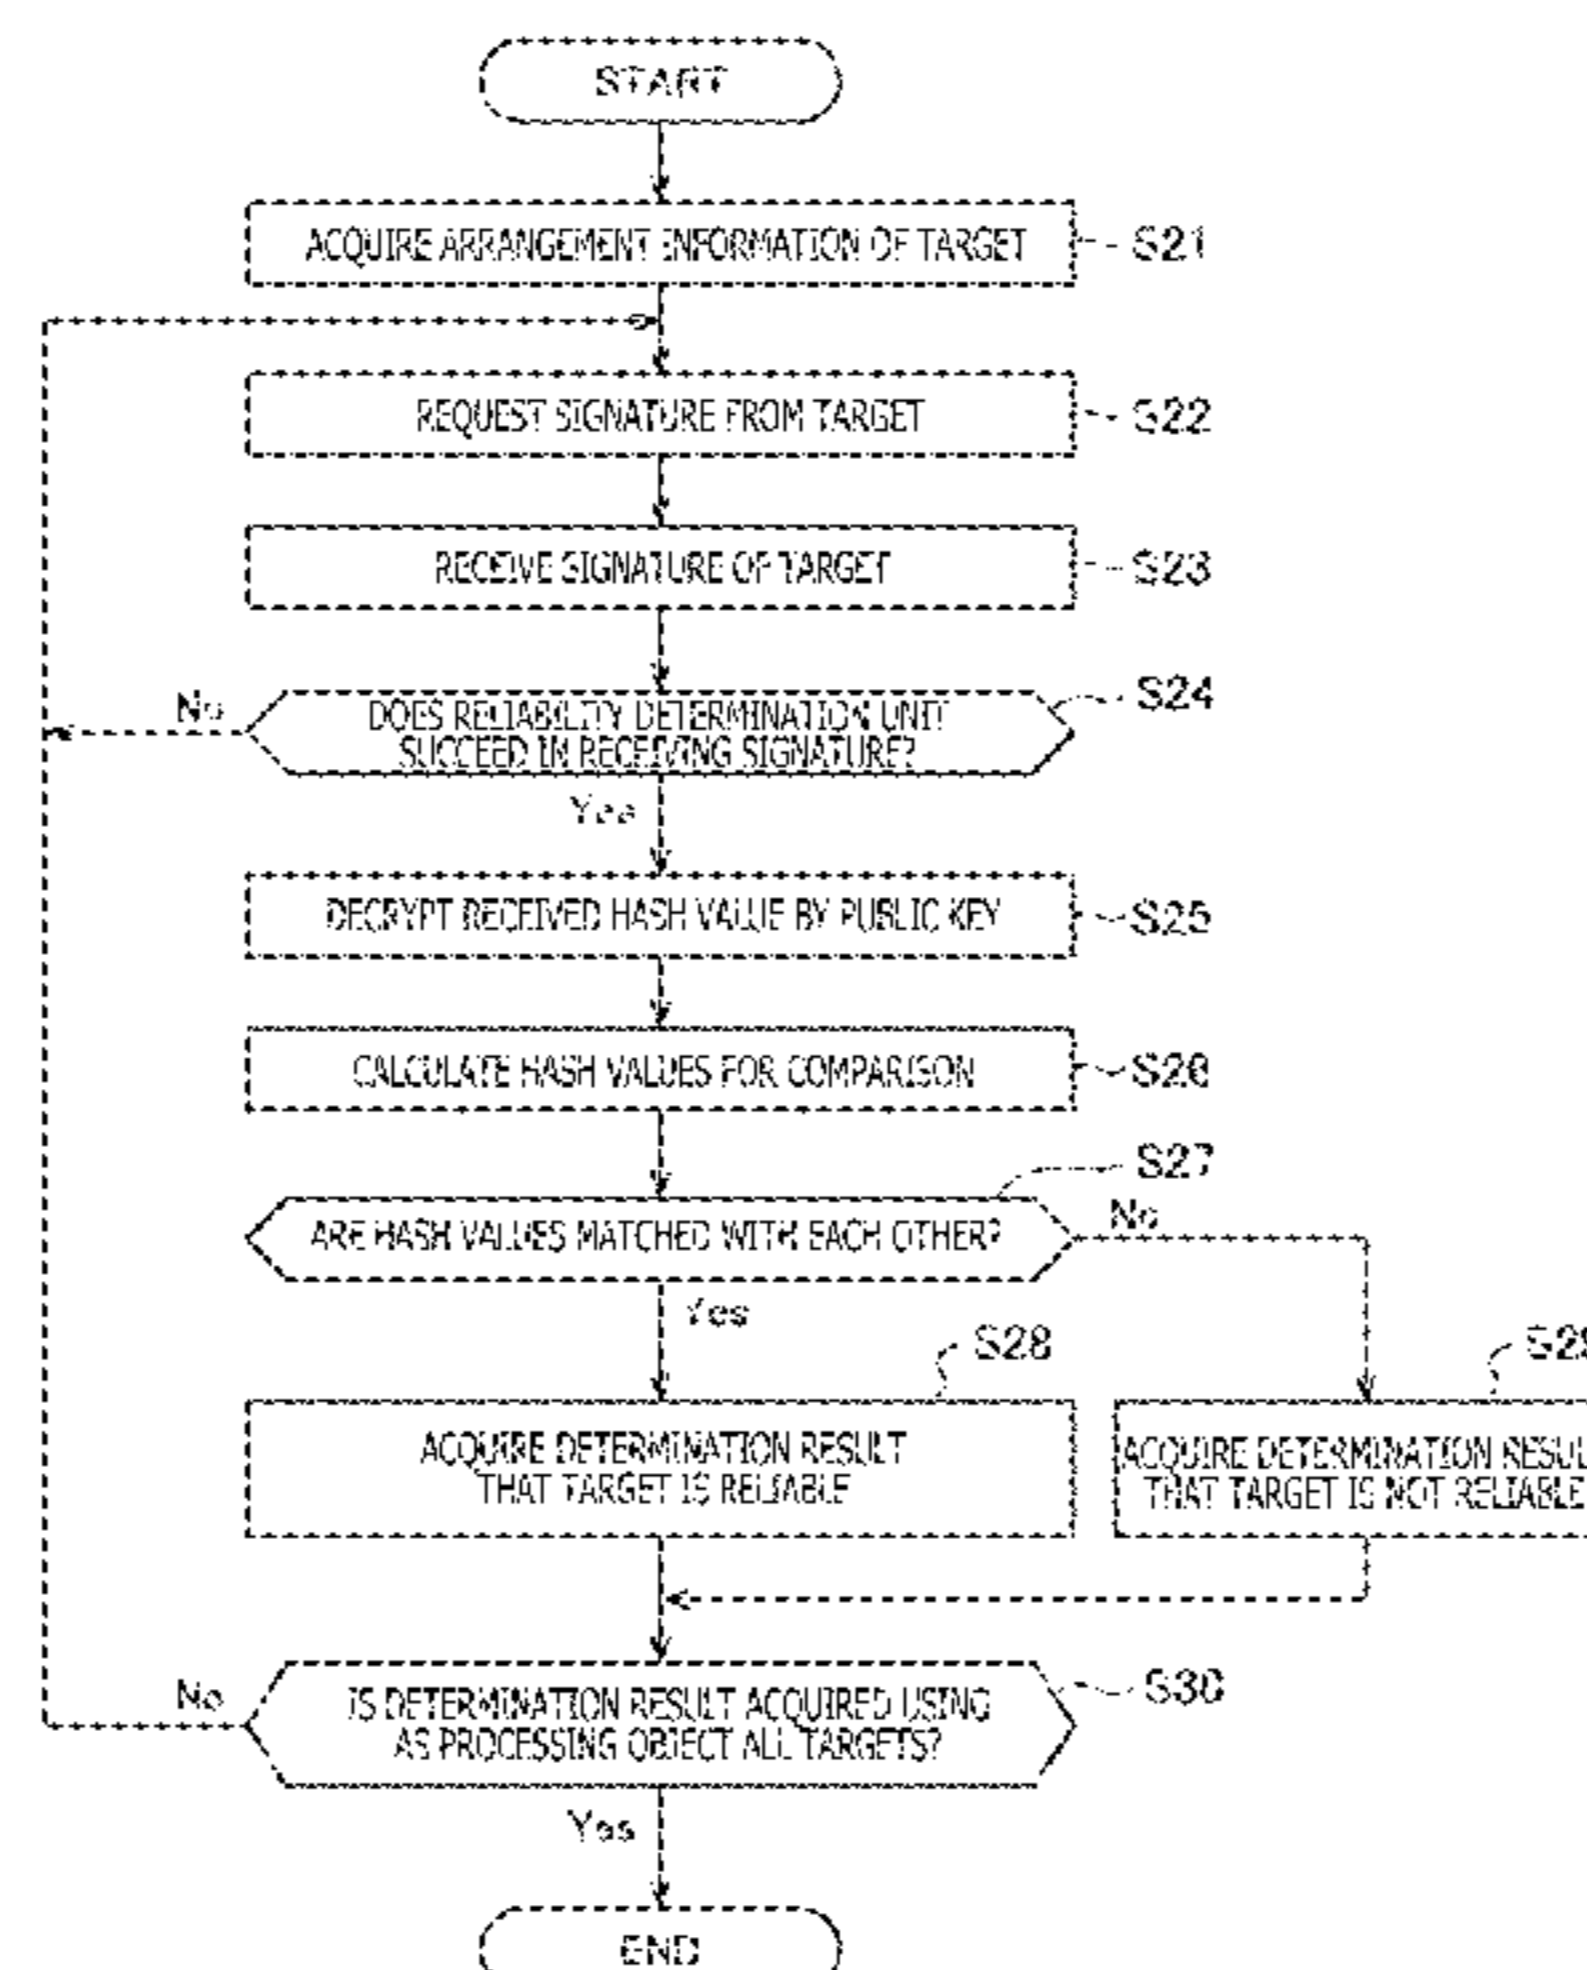 START
ACQUIRE ARRANGEMENT INFORMATION OF TARGET
S21
REQUEST SIGNATURE FROM TARGET
S22
RECEIVE SIGNATURE OF TARGET
S23
No
DOES RELIABILITY DETERMINATION UNIT
SUCCEED IN RECEIVING SIGNATURE?
S24
Yes
DECRYPT RECEIVED HASH VALUE BY PUBLIC KEY
S25
CALCULATE HASH VALUES FOR COMPARISON
S26
S27
ARE HASH VALUES MATCHED WITH EACH OTHER?
No
Yes
S28
ACQUIRE DETERMINATION RESULT
THAT TARGET IS RELIABLE
S29
ACQUIRE DETERMINATION RESUL
THAT TARGET IS NOT RELIABLE
No
IS DETERMINATION RESULT ACQUIRED USING
AS PROCESSING OBJECT ALL TARGETS?
S30
Yes
END